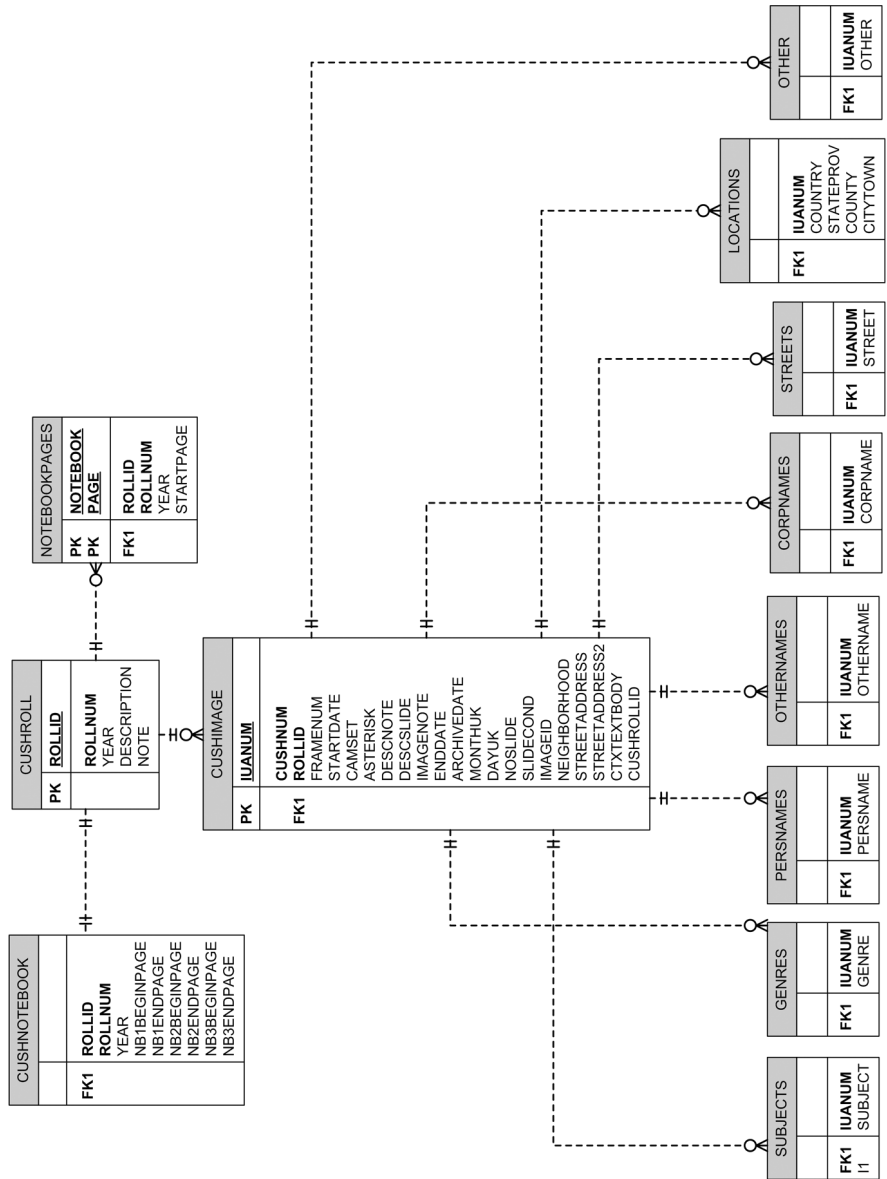 CUSHNOTEBOOK
FK1 ROLLID
ROLLNUM
YEAR
NB1BEGINPAGE
NB1ENDPAGE
NB2BEGINPAGE
NB2ENDPAGE
NB3BEGINPAGE
NB3ENDPAGE
CUSHROLL
PK ROLLID
ROLLNUM
YEAR
DESCRIPTION
NOTE
NOTEBOOKPAGES
PK NOTEBOOK
PK PAGE
FK1 ROLLID
ROLLNUM
YEAR
STARTPAGE
CUSHIMAGE
PK IUANUM
CUSHNUM
FK1 ROLLID
FRAMENUM
STARTDATE
CAMSET
ASTERISK
DESCNOTE
DESCSLIDE
IMAGENOTE
ENDDATE
ARCHIVEDATE
MONTHUK
DAYUK
NOSLIDE
SLIDECOND
IMAGEID
NEIGHBORHOOD
STREETADDRESS
STREETADDRESS2
CTXTEXTBODY
CUSHROLLID
SUBJECTS
FK1 IUANUM
I1 SUBJECT
GENRES
FK1 IUANUM
GENRE
PERSNAMES
FK1 IUANUM
PERSNAME
OTHERNAMES
FK1 IUANUM
OTHERNAME
CORPNAMES
FK1 IUANUM
CORPNAME
STREETS
FK1 IUANUM
STREET
LOCATIONS
FK1 IUANUM
COUNTRY
STATEPROV
COUNTY
CITYTOWN
OTHER
FK1 IUANUM
OTHER